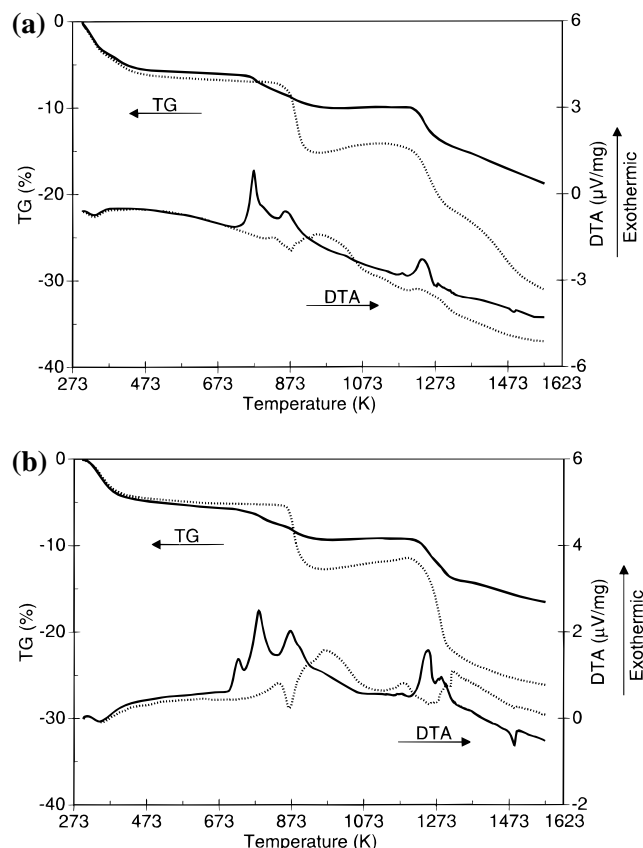 (a)
0
-10
-20
-30
-40
TG (%)
TG
DTA
6
3
0
-3
-6
DTA (µV/mg)
Exothermic
273 473 673 873 1073 1273 1473 1623
Temperature (K)
(b)
0
-10
-20
-30
-40
TG (%)
TG
DTA
6
4
2
0
-2
DTA (µV/mg)
Exothermic
273 473 673 873 1073 1273 1473 1623
Temperature (K)